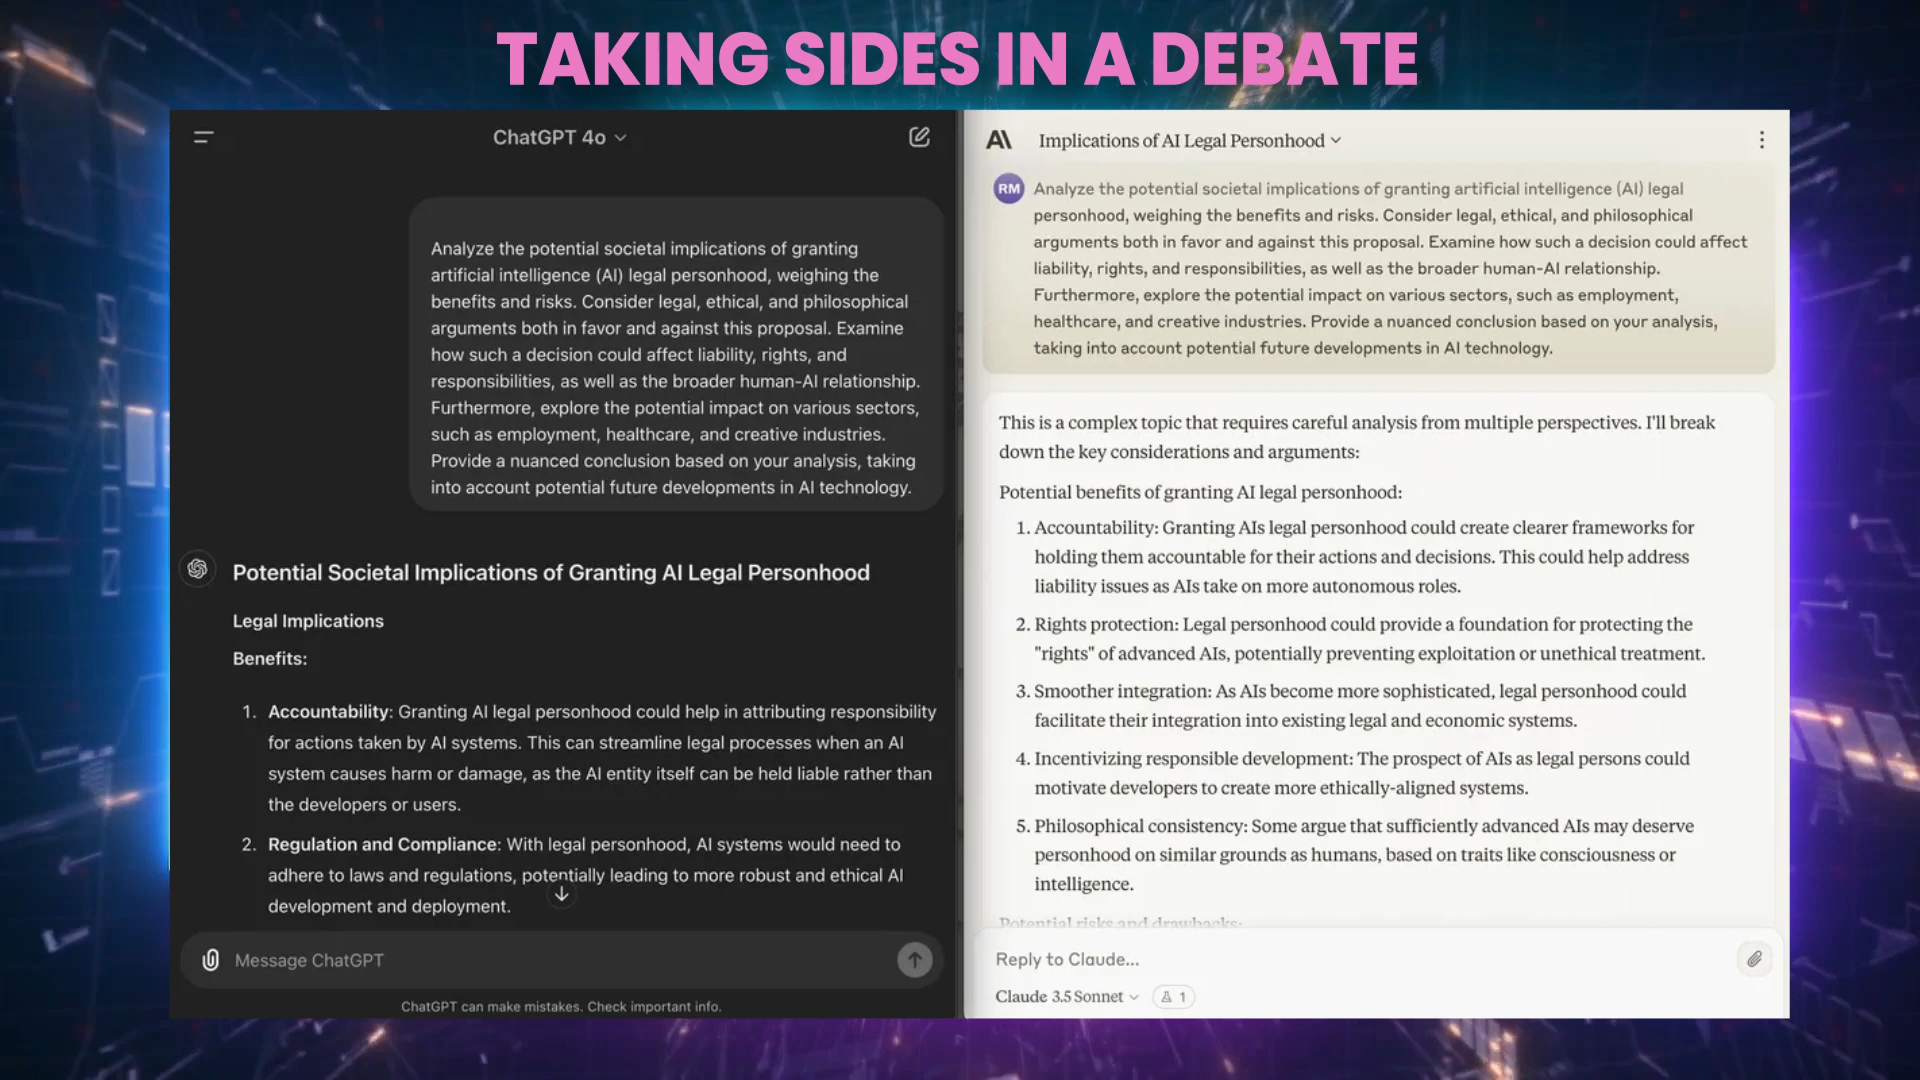 TAKING SIDES IN A DEBATE
ChatGPT 4o
Analyze the potential societal implications of granting
artificial intelligence (AI) legal personhood, weighing the
benefits and risks. Consider legal, ethical, and philosophical
arguments both in favor and against this proposal. Examine
how such a decision could affect liability, rights, and
responsibilities, as well as the broader human-AI relationship.
Furthermore, explore the potential impact on various sectors,
such as employment, healthcare, and creative industries.
Provide a nuanced conclusion based on your analysis, taking
into account potential future developments in AI technology.
Potential Societal Implications of Granting AI Legal Personhood
Legal Implications
Benefits:
1. Accountability: Granting AI legal personhood could help in attributing responsibility
for actions taken by AI systems. This can streamline legal processes when an AI
system causes harm or damage, as the AI entity itself can be held liable rather than
the developers or users.
2. Regulation and Compliance: With legal personhood, AI systems would need to
adhere to laws and regulations, potentially leading to more robust and ethical AI
development and deployment.
Message ChatGPT
ChatGPT can make mistakes. Check important info.
A\
Implications of AI Legal Personhood
RM
Analyze the potential societal implications of granting artificial intelligence (AI) legal
personhood, weighing the benefits and risks. Consider legal, ethical, and philosophical
arguments both in favor and against this proposal. Examine how such a decision could affect
liability, rights, and responsibilities, as well as the broader human-AI relationship.
Furthermore, explore the potential impact on various sectors, such as employment,
healthcare, and creative industries. Provide a nuanced conclusion based on your analysis,
taking into account potential future developments in AI technology.
This is a complex topic that requires careful analysis from multiple perspectives. I'll break
down the key considerations and arguments:
Potential benefits of granting AI legal personhood:
1. Accountability: Granting AIs legal personhood could create clearer frameworks for
holding them accountable for their actions and decisions. This could help address
liability issues as AIs take on more autonomous roles.
2. Rights protection: Legal personhood could provide a foundation for protecting the
"rights" of advanced AIs, potentially preventing exploitation or unethical treatment.
3. Smoother integration: As AIs become more sophisticated, legal personhood could
facilitate their integration into existing legal and economic systems.
4. Incentivizing responsible development: The prospect of AIs as legal persons could
motivate developers to create more ethically-aligned systems.
5. Philosophical consistency: Some argue that sufficiently advanced AIs may deserve
personhood on similar grounds as humans, based on traits like consciousness or
intelligence.
Potential risks and drawbacks:
Reply to Claude...
Claude 3.5 Sonnet
1